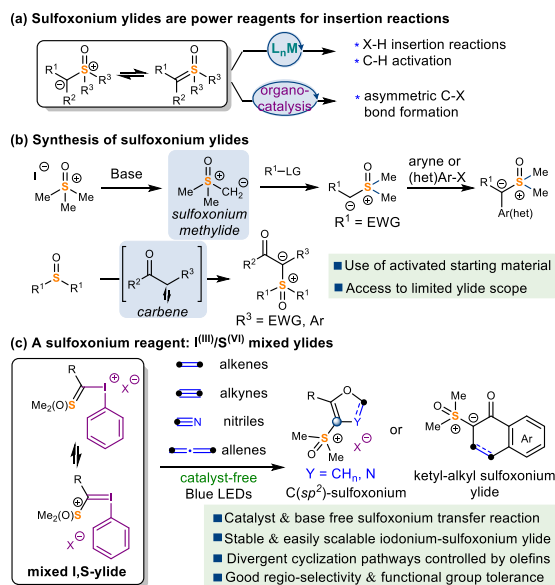 (a) Sulfoxonium ylides are power reagents for insertion reactions
O
R¹ S ⊕ R³
⊖ R² R³
⇌
O
R¹ S R³
R² R³
LnM
* X-H insertion reactions
* C-H activation
organo-
catalysis
* asymmetric C-X
bond formation
(b) Synthesis of sulfoxonium ylides
I⊖ O
S⊕
Me Me Me
Base
O
Me S⊕ CH₂⊖
Me
sulfoxonium
methylide
R¹–LG
O
R¹ S Me
⊖ ⊕ Me
R¹ = EWG
aryne or
(het)Ar-X
O
R¹ ⊖ S Me
⊕ Me
Ar(het)
O
R¹ S R¹
O
R² R³
carbene
O ⊖ R³
R²
R¹ S R¹
⊕ O
R³ = EWG, Ar
Use of activated starting material
Access to limited ylide scope
(c) A sulfoxonium reagent: I(III)/S(VI) mixed ylides
R
⊕ X⊖
I
Me₂(O)S
R
⊕ I
Me₂(O)S
X⊖
mixed I,S-ylide
alkenes
alkynes
N nitriles
allenes
catalyst-free
Blue LEDs
R O
Y
O S Me
Me ⊕ X⊖
Y = CHn, N
C(sp²)-sulfoxonium
or
Me O Me
S ⊖ O
⊕
Ar
ketyl-alkyl sulfoxonium
ylide
Catalyst & base free sulfoxonium transfer reaction
Stable & easily scalable iodonium-sulfoxonium ylide
Divergent cyclization pathways controlled by olefins
Good regio-selectivity & functional group tolerance